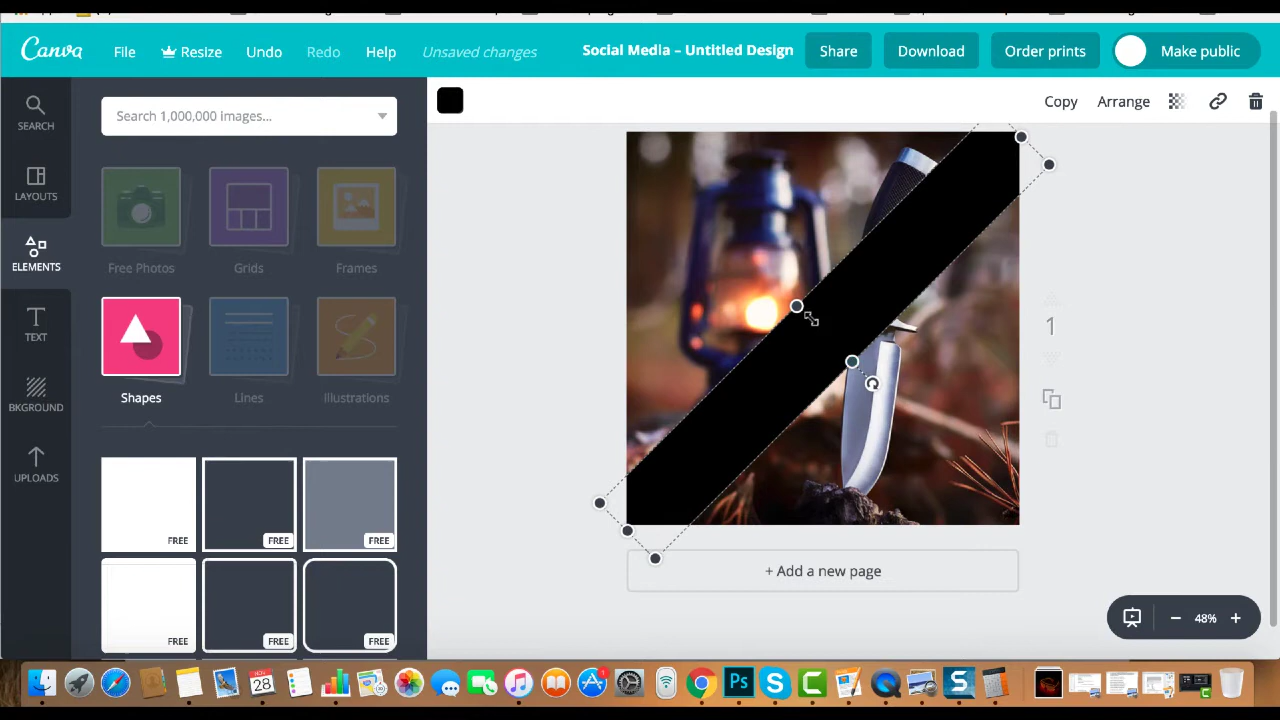 Canva
File
Resize
Undo
Redo
Help
Unsaved changes
Social Media – Untitled Design
Share
Download
Order prints
Make public
SEARCH
LAYOUTS
ELEMENTS
TEXT
BKGROUND
UPLOADS
Search 1,000,000 images...
Free Photos
Grids
Frames
Shapes
Lines
Illustrations
FREE
FREE
FREE
FREE
FREE
FREE
Copy
Arrange
1
+ Add a new page
48%
NOV
28
Ps